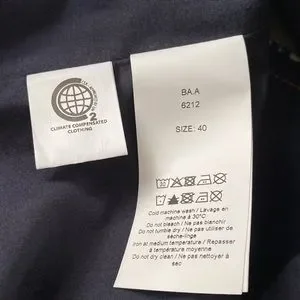 2
CLIMATE COMPENSATED
CLOTHING
BA.A
6212
SIZE: 40
Cold machine wash / Lavage en
machine à 30°C
Do not bleach / Ne pas blanchir
Do not tumble dry / Ne pas utiliser de
sèche-linge
Iron at medium temperature / Repasser
à température moyenne
Do not dry clean / Ne pas nettoyer à
sec